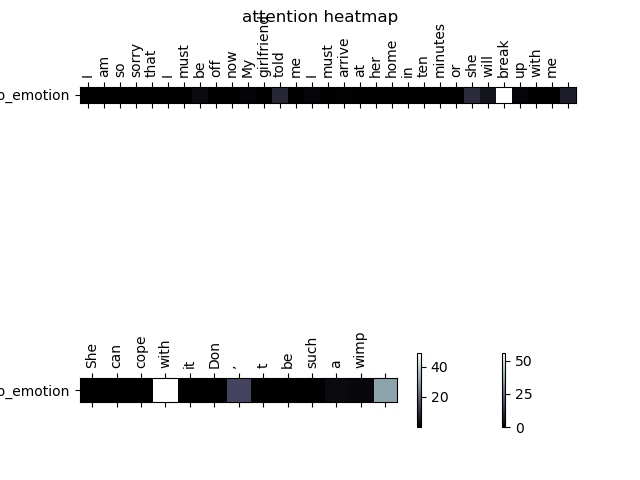 attention heatmap
I am so sorry that I must be off now My girlfriend told me I must arrive at her home in ten minutes or she will break up with me
o_emotion
She can cope with it Don ' t be such a wimp
o_emotion
40
20
50
25
0